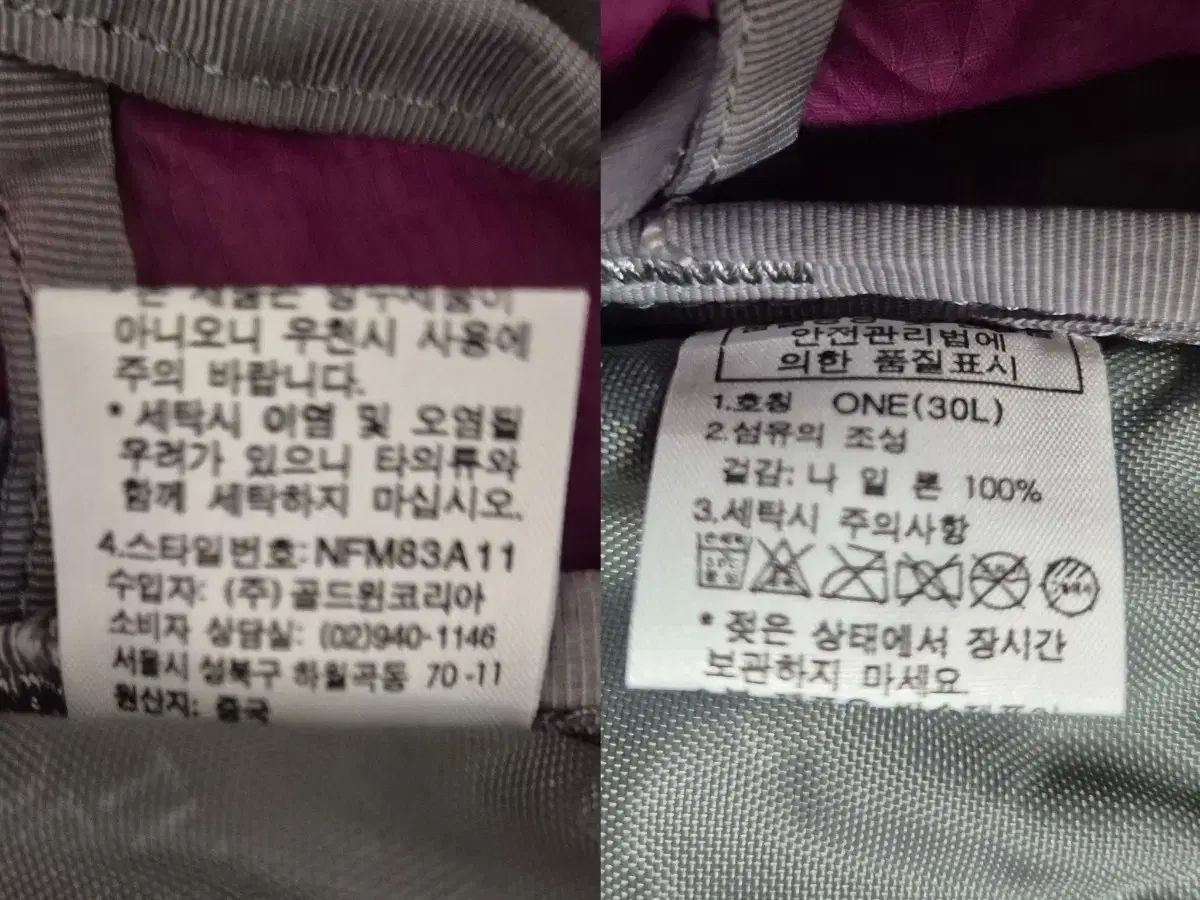 아니오니 우천시 사용에
주의 바랍니다.
* 세탁시 이염 및 오염될
우려가 있으니 타의류와
함께 세탁하지 마십시오.
4.스타일번호: NFM83A11
수입자: (주)골드윈코리아
소비자 상담실: (02)940-1146
서울시 성북구 하월곡동 70-11
원산지: 중국
안전관리법에
의한 품질표시
1.호칭 ONE(30L)
2.섬유의 조성
겉감: 나 일 론 100%
3.세탁시 주의사항
* 젖은 상태에서 장시간
보관하지 마세요